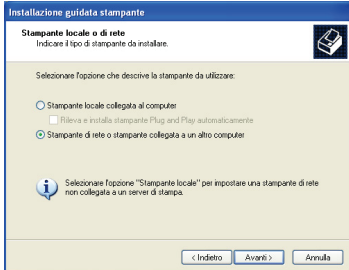 Installazione guidata stampante
Stampante locale o di rete
Indicare il tipo di stampante da installare.
Selezionare l'opzione che descrive la stampante da utilizzare:
Stampante locale collegata al computer
Rileva e installa stampante Plug and Play automaticamente
Stampante di rete o stampante collegata a un altro computer
Selezionare l'opzione "Stampante locale" per impostare una stampante di rete
non collegata a un server di stampa.
< Indietro
Avanti >
Annulla